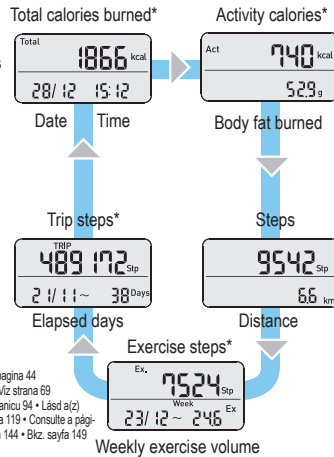 Total calories burned*
Activity calories*
Total
1866 kcal
28/12 15:12
Act
740 kcal
52.9 g
Date Time
Body fat burned
Trip steps*
Steps
TRIP
489172 Stp
21/11~ 38 Days
9542 Stp
6.6 km
Elapsed days
Distance
Exercise steps*
Ex.
7524 Stp
Week
23/12~ 24.6 Ex
Weekly exercise volume
pagina 44
Viz strana 69
anicu 94 • Lásd a(z)
a 119 • Consulte a pági-
144 • Bkz. sayfa 149